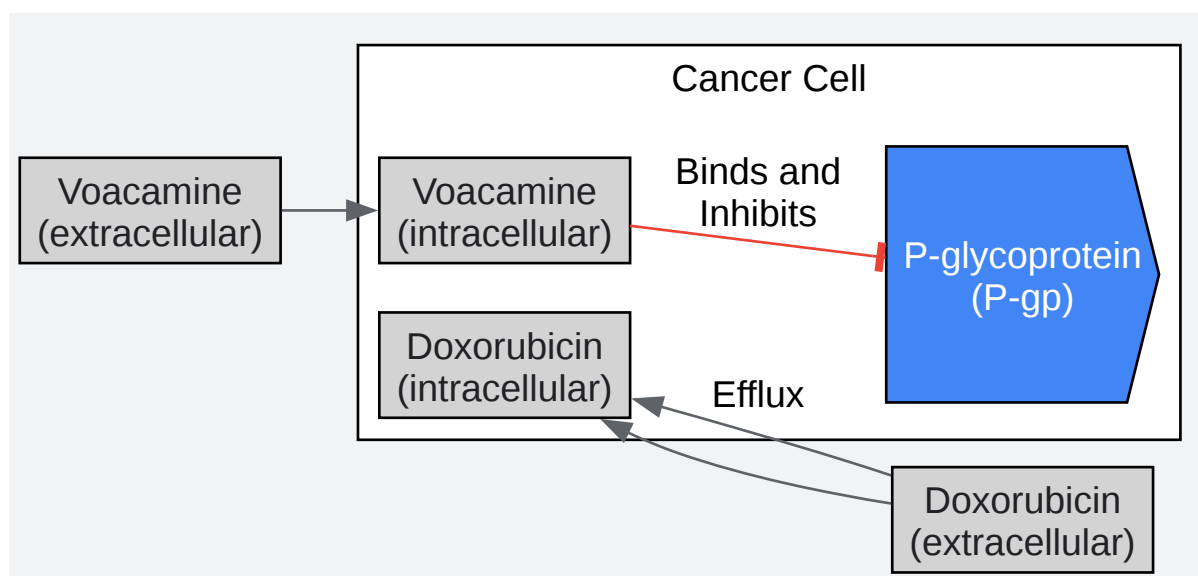 Cancer Cell
Voacamine
(extracellular)
Voacamine
(intracellular)
Binds and
Inhibits
P-glycoprotein
(P-gp)
Doxorubicin
(intracellular)
Efflux
Doxorubicin
(extracellular)